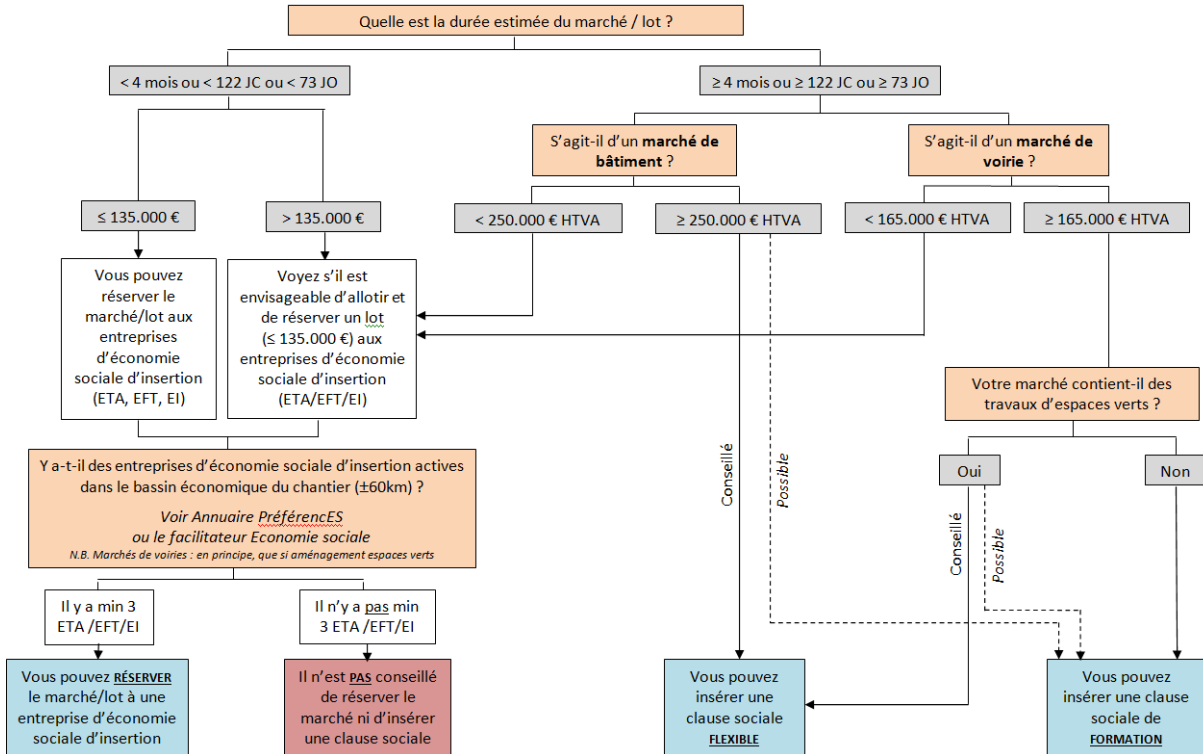 Quelle est la durée estimée du marché / lot ?
< 4 mois ou < 122 JC ou < 73 JO
≥ 4 mois ou ≥ 122 JC ou ≥ 73 JO
S’agit-il d’un marché de
bâtiment ?
S’agit-il d’un marché de
voirie ?
≤ 135.000 €
> 135.000 €
< 250.000 € HTVA
≥ 250.000 € HTVA
< 165.000 € HTVA
≥ 165.000 € HTVA
Vous pouvez
réserver le
marché/lot aux
entreprises
d’économie
sociale d’insertion
(ETA, EFT, EI)
Voyez s’il est
envisageable d’allotir et
de réserver un lot
(≤ 135.000 €) aux
entreprises d’économie
sociale d’insertion
(ETA/EFT/EI)
Votre marché contient-il des
travaux d’espaces verts ?
Oui
Non
Conseillé
Possible
Conseillé
Possible
Y a-t-il des entreprises d’économie sociale d’insertion actives
dans le bassin économique du chantier (±60km) ?
Voir Annuaire PréférencES
ou le facilitateur Economie sociale
N.B. Marchés de voiries : en principe, que si aménagement espaces verts
Il y a min 3
ETA /EFT/EI
Il n’y a pas min
3 ETA /EFT/EI
Vous pouvez RÉSERVER
le marché/lot à une
entreprise d’économie
sociale d’insertion
Il n’est PAS conseillé
de réserver le
marché ni d’insérer
une clause sociale
Vous pouvez
insérer une
clause sociale
FLEXIBLE
Vous pouvez
insérer une clause
sociale de
FORMATION